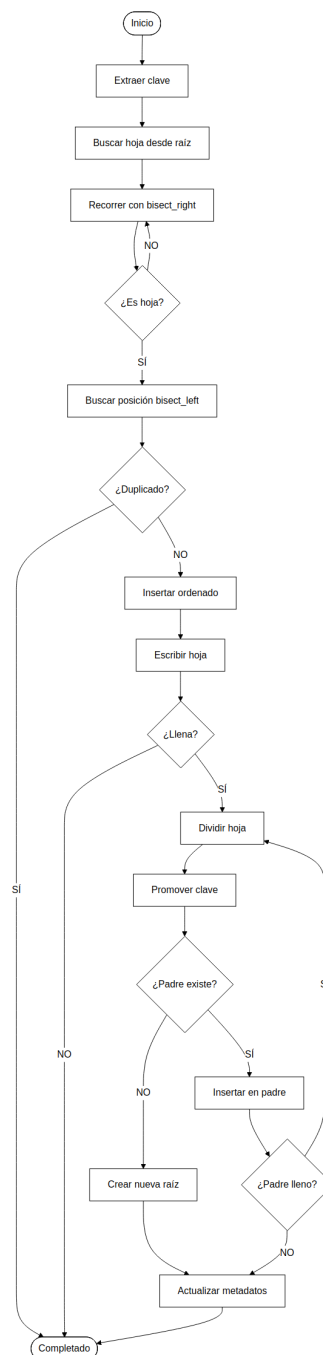 Inicio
Extraer clave
Buscar hoja desde raíz
Recorrer con bisect_right
NO
¿Es hoja?
SÍ
Buscar posición bisect_left
¿Duplicado?
NO
Insertar ordenado
Escribir hoja
¿Llena?
SÍ
Dividir hoja
Promover clave
SÍ
¿Padre existe?
NO
SÍ
NO
Insertar en padre
Crear nueva raíz
¿Padre lleno?
NO
Actualizar metadatos
Completado